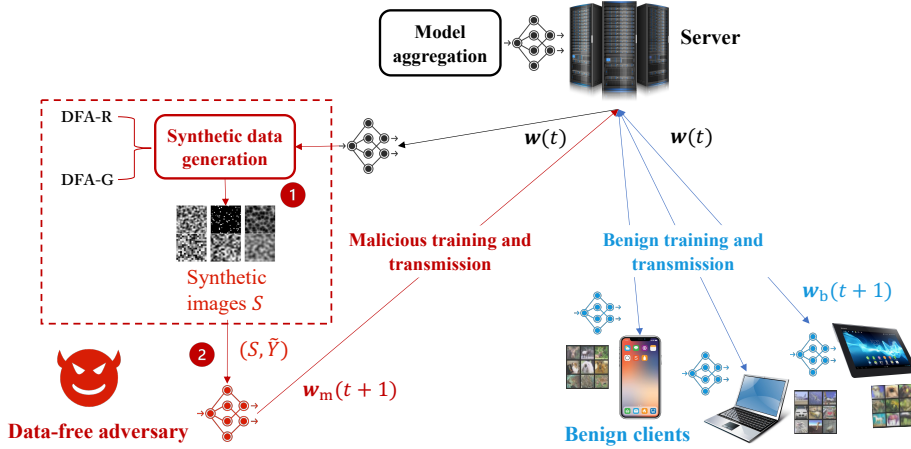 Model
aggregation
Server
DFA-R
DFA-G
Synthetic data
generation
1
w(t)
w(t)
Synthetic
images S
Malicious training and
transmission
Benign training and
transmission
w_b(t + 1)
2
(S, Ỹ)
w_m(t + 1)
Data-free adversary
Benign clients